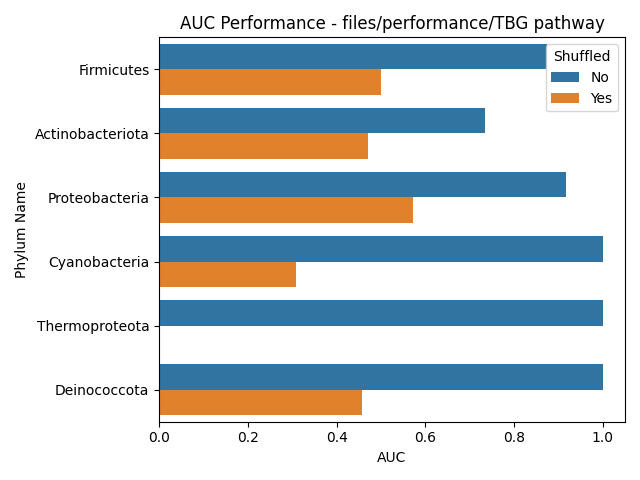 AUC Performance - files/performance/TBG pathway
Shuffled
No
Yes
Phylum Name
Firmicutes
Actinobacteriota
Proteobacteria
Cyanobacteria
Thermoproteota
Deinococcota
0.0 0.2 0.4 0.6 0.8 1.0
AUC